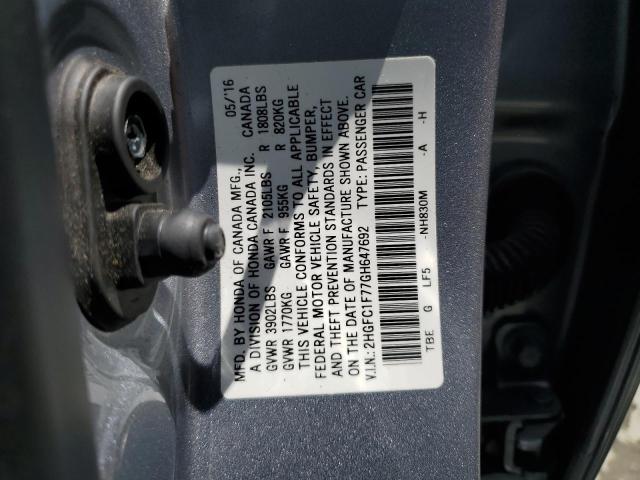 MFD. BY HONDA OF CANADA MFG., 05/'16
A DIVISION OF HONDA CANADA INC. CANADA
GVWR 3902LBS GAWR F 2105LBS R 1808LBS
GVWR 1770KG GAWR F 955KG R 820KG
THIS VEHICLE CONFORMS TO ALL APPLICABLE
FEDERAL MOTOR VEHICLE SAFETY, BUMPER,
AND THEFT PREVENTION STANDARDS IN EFFECT
ON THE DATE OF MANUFACTURE SHOWN ABOVE.
V.I.N.: 2HGFC1F77GH647692 TYPE: PASSENGER CAR
TBE G LF5 -NH830M -A -H